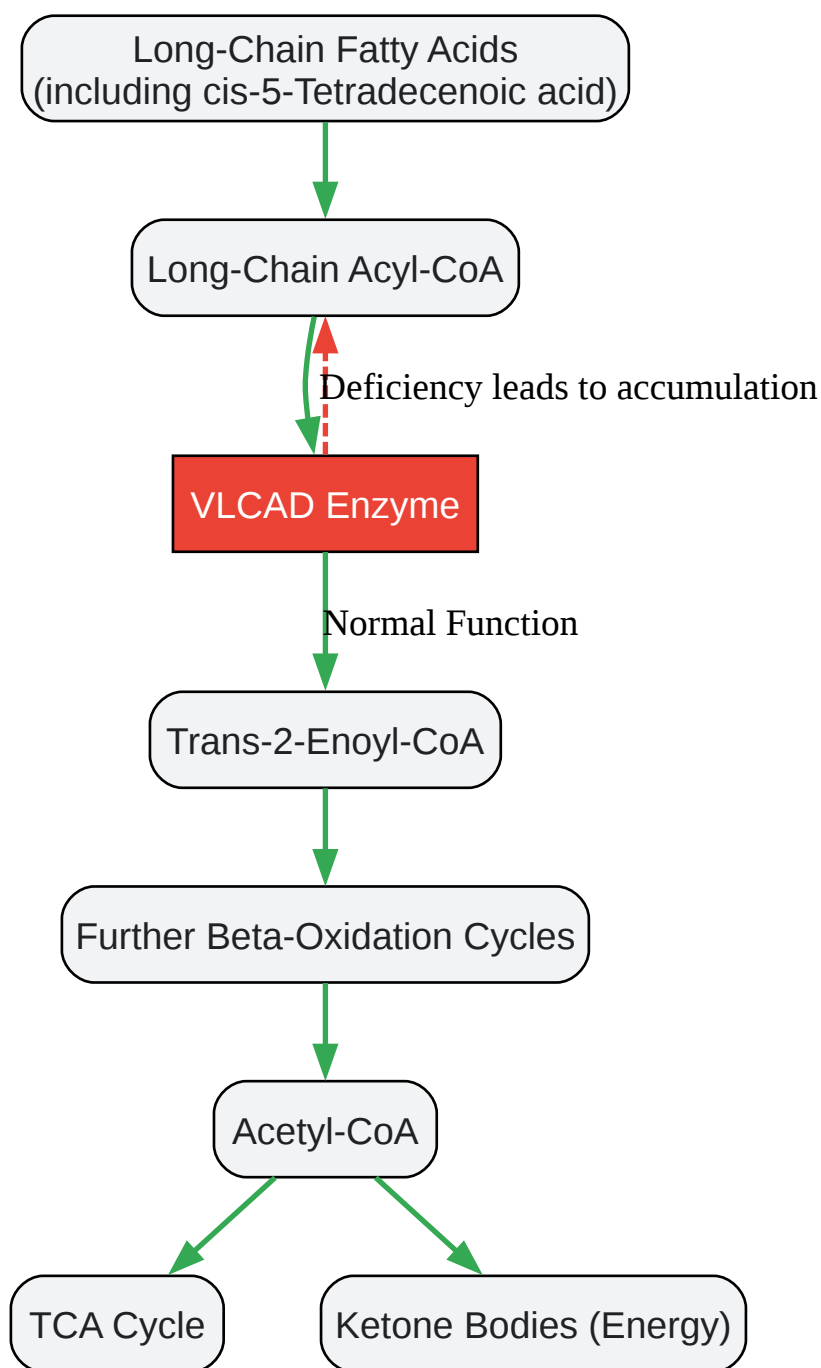 Long-Chain Fatty Acids
(including cis-5-Tetradecenoic acid)
Long-Chain Acyl-CoA
Deficiency leads to accumulation
VLCAD Enzyme
Normal Function
Trans-2-Enoyl-CoA
Further Beta-Oxidation Cycles
Acetyl-CoA
TCA Cycle
Ketone Bodies (Energy)